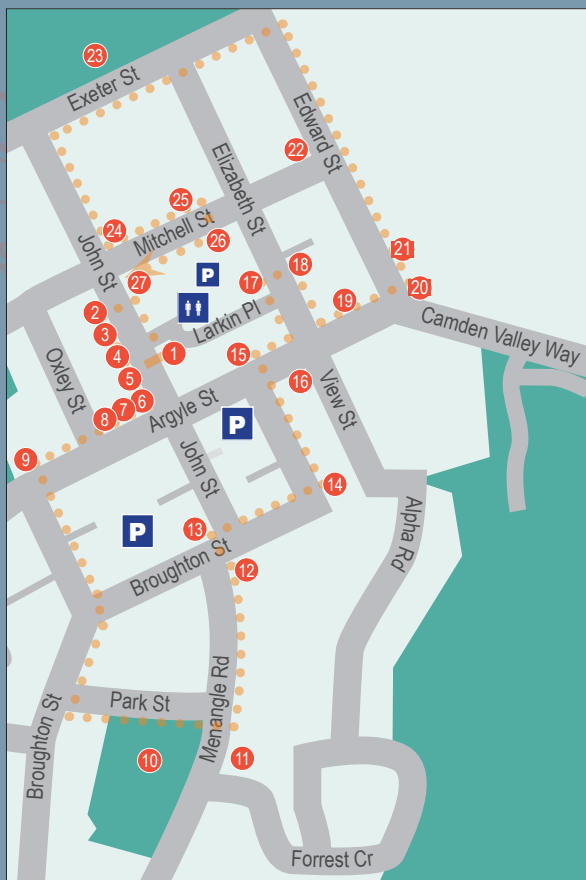 23
Exeter St
Edward St
22
Elizabeth St
25
24
Mitchell St
26
John St
21
18
P
17
27
20
19
2
Larkin Pl
3
Camden Valley Way
4
1
15
Oxley St
5
16
6
7
8
Argyle St
View St
P
9
John St
14
13
P
Alpha Rd
Broughton St
12
Park St
Menangle Rd
Broughton St
10
11
Forrest Cr